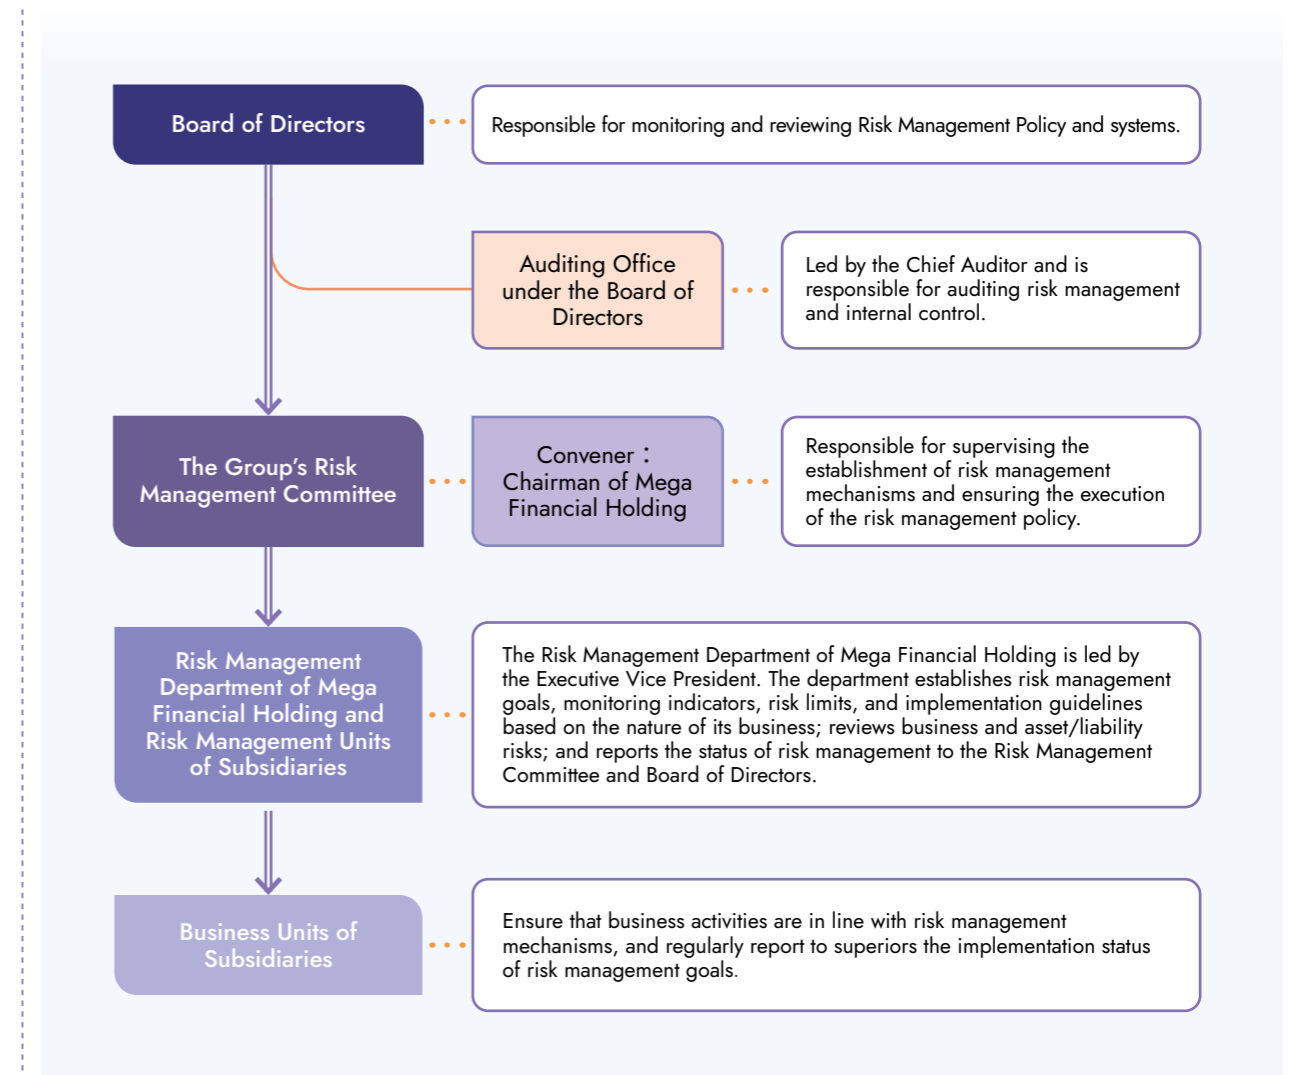 Board of Directors
Responsible for monitoring and reviewing Risk Management Policy and systems.
Auditing Office
under the Board of
Directors
Led by the Chief Auditor and is
responsible for auditing risk management
and internal control.
The Group’s Risk
Management Committee
Convener：
Chairman of Mega
Financial Holding
Responsible for supervising the
establishment of risk management
mechanisms and ensuring the execution
of the risk management policy.
Risk Management
Department of Mega
Financial Holding and
Risk Management Units
of Subsidiaries
The Risk Management Department of Mega Financial Holding is led by
the Executive Vice President. The department establishes risk management
goals, monitoring indicators, risk limits, and implementation guidelines
based on the nature of its business; reviews business and asset/liability
risks; and reports the status of risk management to the Risk Management
Committee and Board of Directors.
Business Units of
Subsidiaries
Ensure that business activities are in line with risk management
mechanisms, and regularly report to superiors the implementation status
of risk management goals.